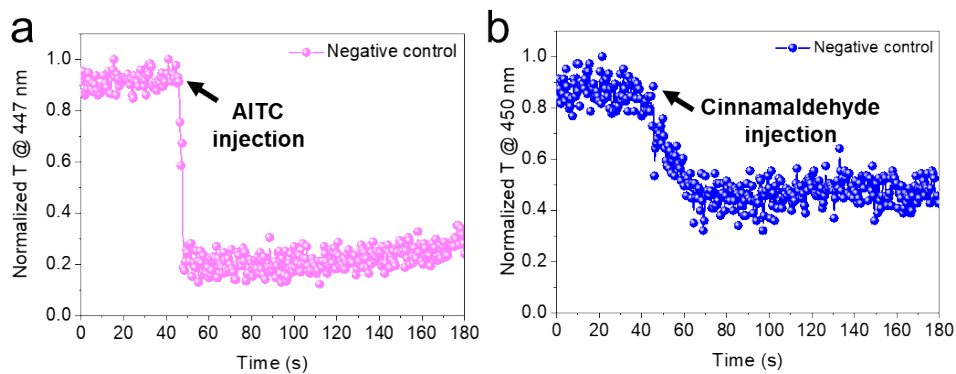 a
Negative control
AITC
injection
Normalized T @ 447 nm
1.0
0.8
0.6
0.4
0.2
0.0
0 20 40 60 80 100 120 140 160 180
Time (s)
b
Negative control
Cinnamaldehyde
injection
Normalized T @ 450 nm
1.0
0.8
0.6
0.4
0.2
0.0
0 20 40 60 80 100 120 140 160 180
Time (s)